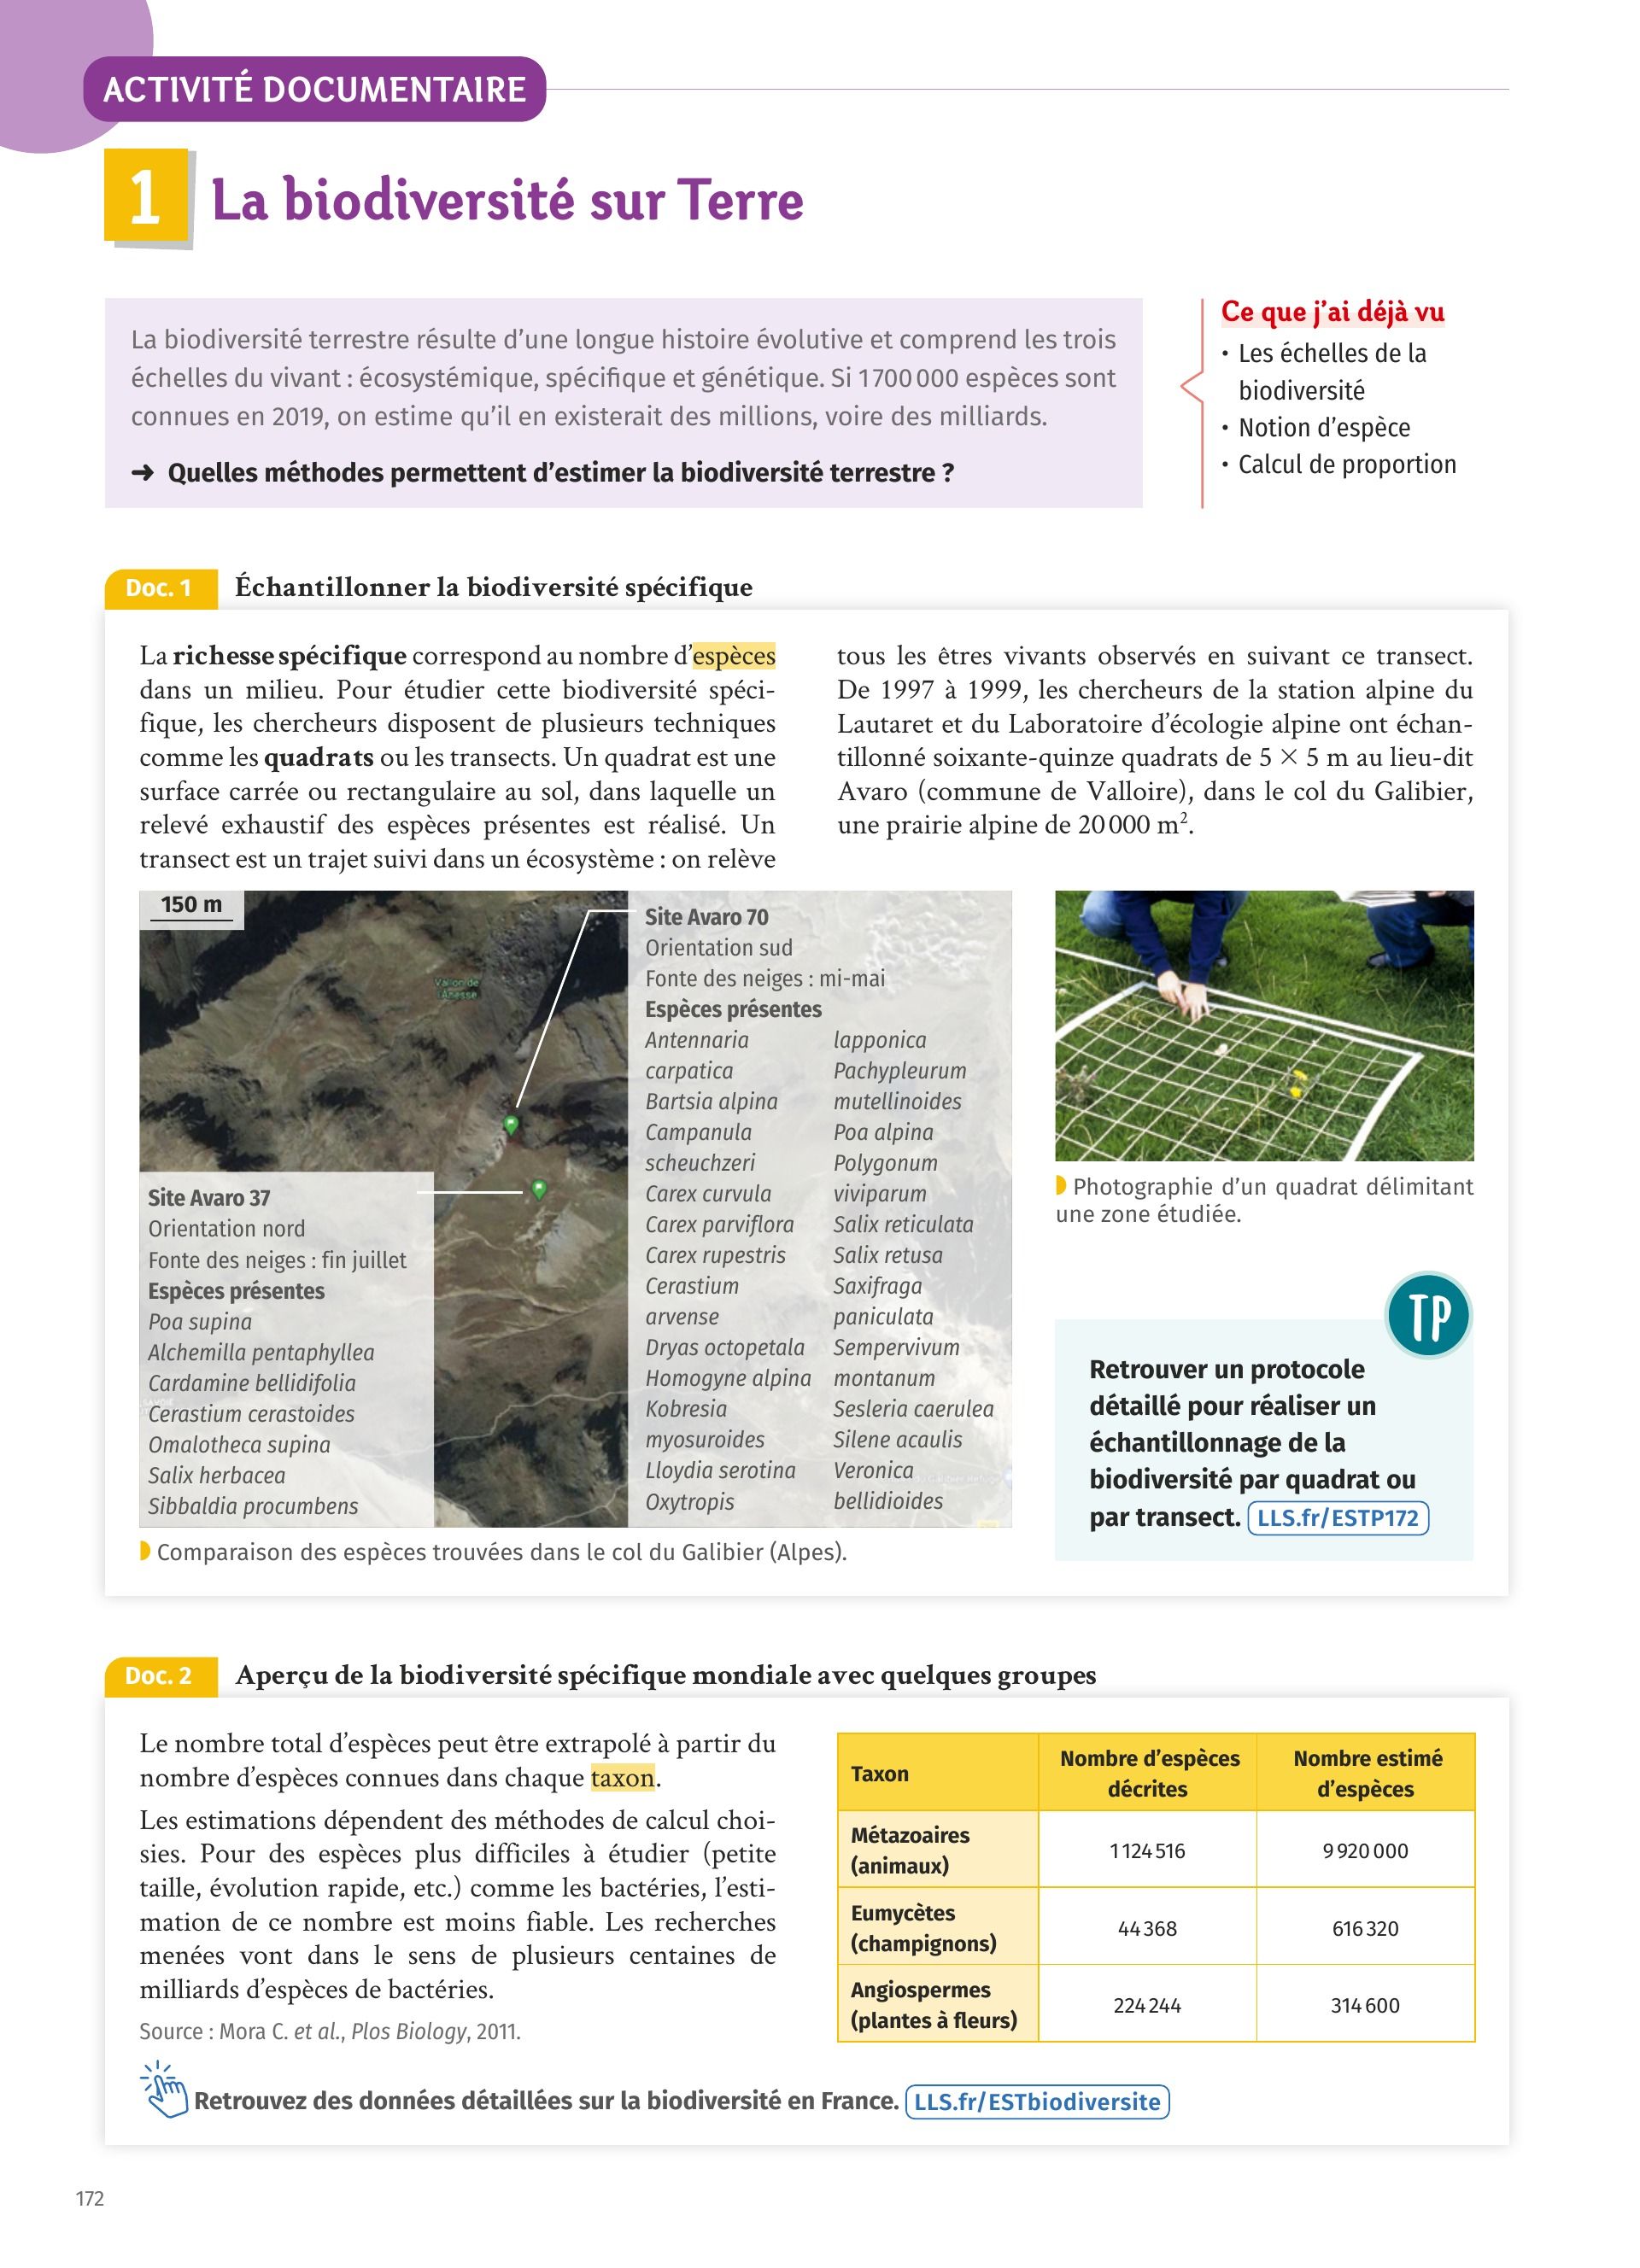 ACTIVITÉ DOCUMENTAIRE
1 La biodiversité sur Terre
La biodiversité terrestre résulte d'une longue histoire évolutive et comprend les trois
échelles du vivant : écosystémique, spécifique et génétique. Si 1 700 000 espèces sont
connues en 2019, on estime qu'il en existerait des millions, voire des milliards.
➜ Quelles méthodes permettent d'estimer la biodiversité terrestre ?
Ce que j'ai déjà vu
• Les échelles de la
biodiversité
• Notion d'espèce
• Calcul de proportion
Doc. 1 Échantillonner la biodiversité spécifique
La richesse spécifique correspond au nombre d'espèces
dans un milieu. Pour étudier cette biodiversité spéci-
fique, les chercheurs disposent de plusieurs techniques
comme les quadrats ou les transects. Un quadrat est une
surface carrée ou rectangulaire au sol, dans laquelle un
relevé exhaustif des espèces présentes est réalisé. Un
transect est un trajet suivi dans un écosystème : on relève
tous les êtres vivants observés en suivant ce transect.
De 1997 à 1999, les chercheurs de la station alpine du
Lautaret et du Laboratoire d'écologie alpine ont échan-
tillonné soixante-quinze quadrats de 5 × 5 m au lieu-dit
Avaro (commune de Valloire), dans le col du Galibier,
une prairie alpine de 20 000 m².
150 m
Vallon de
Site Avaro 37
Orientation nord
Fonte des neiges : fin juillet
Espèces présentes
Poa supina
Alchemilla pentaphyllea
Cardamine bellidifolia
Cerastium cerastoides
Omalotheca supina
Salix herbacea
Sibbaldia procumbens
Site Avaro 70
Orientation sud
Fonte des neiges : mi-mai
Espèces présentes
Antennaria
carpatica
Bartsia alpina
Campanula
scheuchzeri
Carex curvula
Carex parviflora
Carex rupestris
Cerastium
arvense
Dryas octopetala
Homogyne alpina
Kobresia
myosuroides
Lloydia serotina
Oxytropis
lapponica
Pachypleurum
mutellinoides
Poa alpina
Polygonum
viviparum
Salix reticulata
Salix retusa
Saxifraga
paniculata
Sempervivum
montanum
Sesleria caerulea
Silene acaulis
Veronica
bellidioides
Comparaison des espèces trouvées dans le col du Galibier (Alpes).
Photographie d'un quadrat délimitant
une zone étudiée.
TP
Retrouver un protocole
détaillé pour réaliser un
échantillonnage de la
biodiversité par quadrat ou
par transect. LLS.fr/ESTP172
Doc. 2 Aperçu de la biodiversité spécifique mondiale avec quelques groupes
Le nombre total d'espèces peut être extrapolé à partir du
nombre d'espèces connues dans chaque taxon.
Les estimations dépendent des méthodes de calcul choi-
sies. Pour des espèces plus difficiles à étudier (petite
taille, évolution rapide, etc.) comme les bactéries, l'esti-
mation de ce nombre est moins fiable. Les recherches
menées vont dans le sens de plusieurs centaines de
milliards d'espèces de bactéries.
Source : Mora C. et al., Plos Biology, 2011.
Taxon
Nombre d'espèces
décrites
Nombre estimé
d'espèces
Métazoaires
(animaux)
1 124 516
9 920 000
Eumycètes
(champignons)
44 368
616 320
Angiospermes
(plantes à fleurs)
224 244
314 600
Retrouvez des données détaillées sur la biodiversité en France. LLS.fr/ESTbiodiversite
172